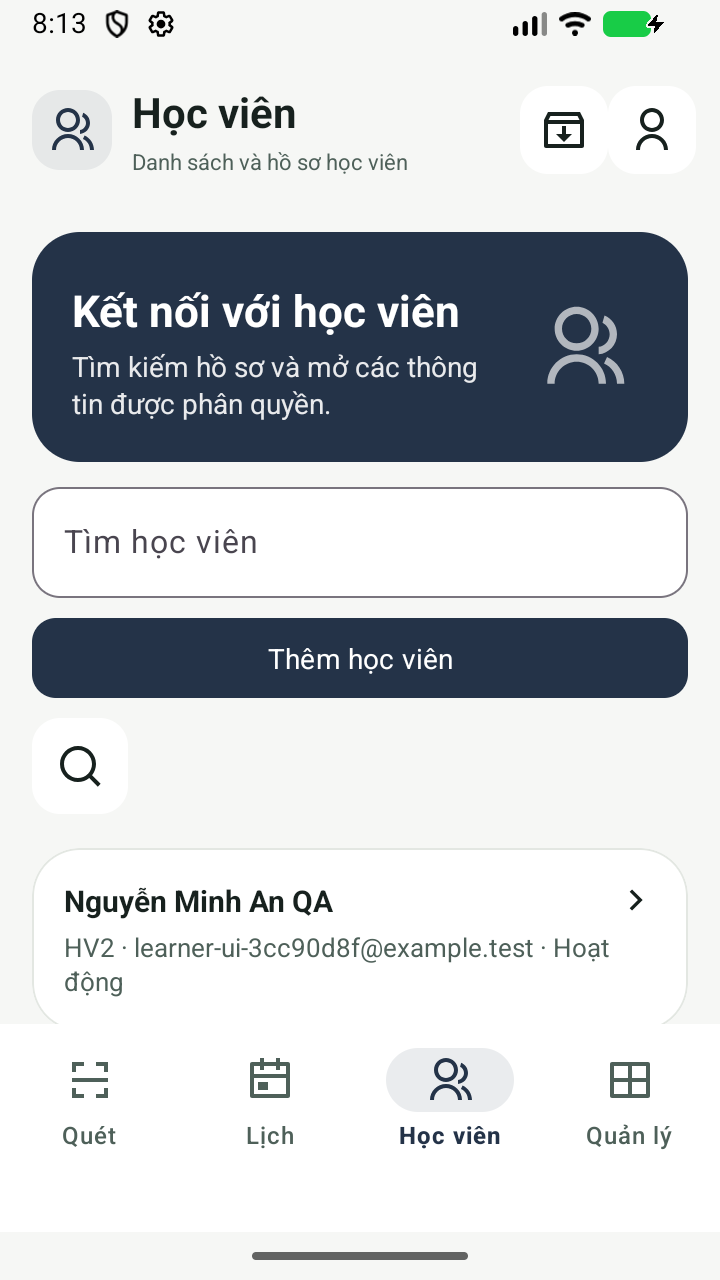 8:13
Học viên
Danh sách và hồ sơ học viên
Kết nối với học viên
Tìm kiếm hồ sơ và mở các thông
tin được phân quyền.
Tìm học viên
Thêm học viên
Nguyễn Minh An QA
HV2 · learner-ui-3cc90d8f@example.test · Hoạt
động
Quét
Lịch
Học viên
Quản lý